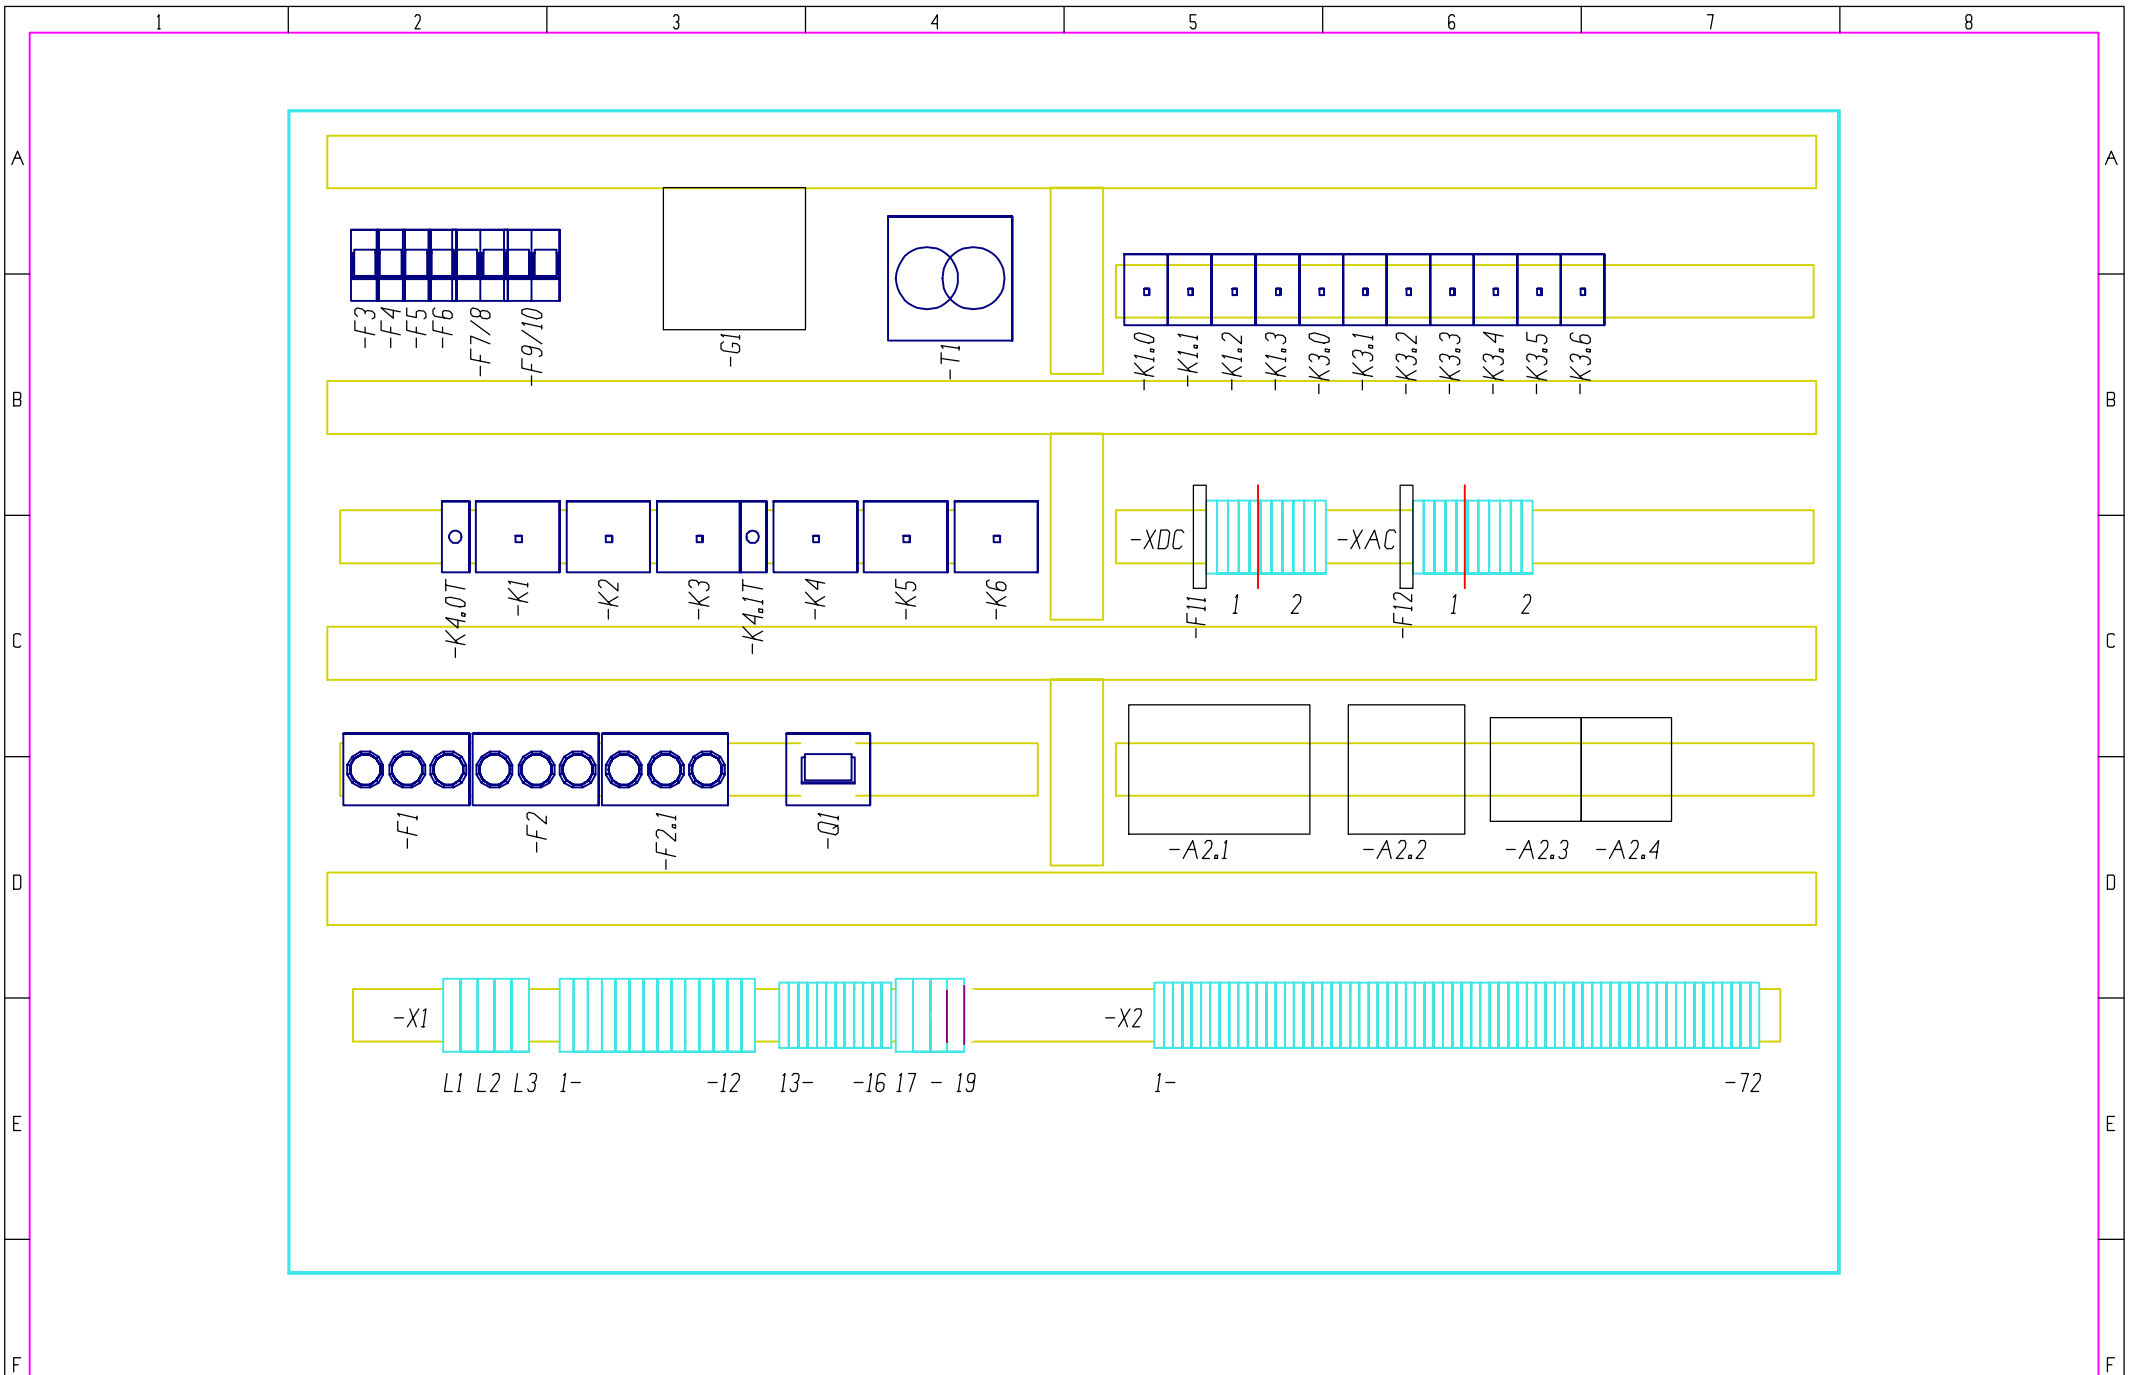 1 2 3 4 5 6 7 8
A A
-F3 -F4 -F5 -F6 -F7/8 -F9/10 -G1 -T1 -K1.0 -K1.1 -K1.2 -K1.3 -K3.0 -K3.1 -K3.2 -K3.3 -K3.4 -K3.5 -K3.6
B B
-XDC -XAC
-K4.0T -K1 -K2 -K3 -K4.1T -K4 -K5 -K6 -F11 1 2 -F12 1 2
C C
-F1 -F2 -F2.1 -Q1 -A2.1 -A2.2 -A2.3 -A2.4
D D
-X1 -X2
L1 L2 L3 1- -12 13- -16 17 - 19 1- -72
E E
F F